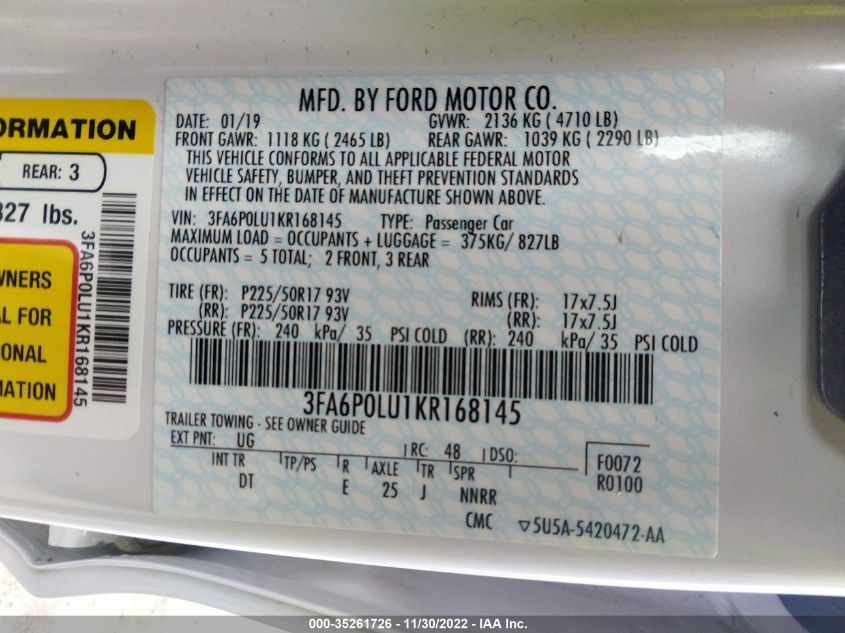 ORMATION
REAR: 3
827 lbs.
3FA6P0LU1KR168145
WNERS
AL FOR
IONAL
MATION
MFD. BY FORD MOTOR CO.
DATE: 01/19 GVWR: 2136 KG ( 4710 LB)
FRONT GAWR: 1118 KG ( 2465 LB) REAR GAWR: 1039 KG ( 2290 LB)
THIS VEHICLE CONFORMS TO ALL APPLICABLE FEDERAL MOTOR
VEHICLE SAFETY, BUMPER, AND THEFT PREVENTION STANDARDS
IN EFFECT ON THE DATE OF MANUFACTURE SHOWN ABOVE.
VIN: 3FA6P0LU1KR168145 TYPE: Passenger Car
MAXIMUM LOAD = OCCUPANTS + LUGGAGE = 375KG/ 827LB
OCCUPANTS = 5 TOTAL; 2 FRONT, 3 REAR
TIRE (FR): P225/50R17 93V RIMS (FR): 17x7.5J
(RR): P225/50R17 93V (RR): 17x7.5J
PRESSURE (FR): 240 kPa/ 35 PSI COLD (RR): 240 kPa/ 35 PSI COLD
3FA6P0LU1KR168145
TRAILER TOWING - SEE OWNER GUIDE
EXT PNT: UG RC: 48 DSO: F0072
INT TR TP/PS R AXLE TR SPR R0100
DT E 25 J NNRR
CMC ▽5U5A-5420472-AA
000-35261726 - 11/30/2022 - IAA Inc.